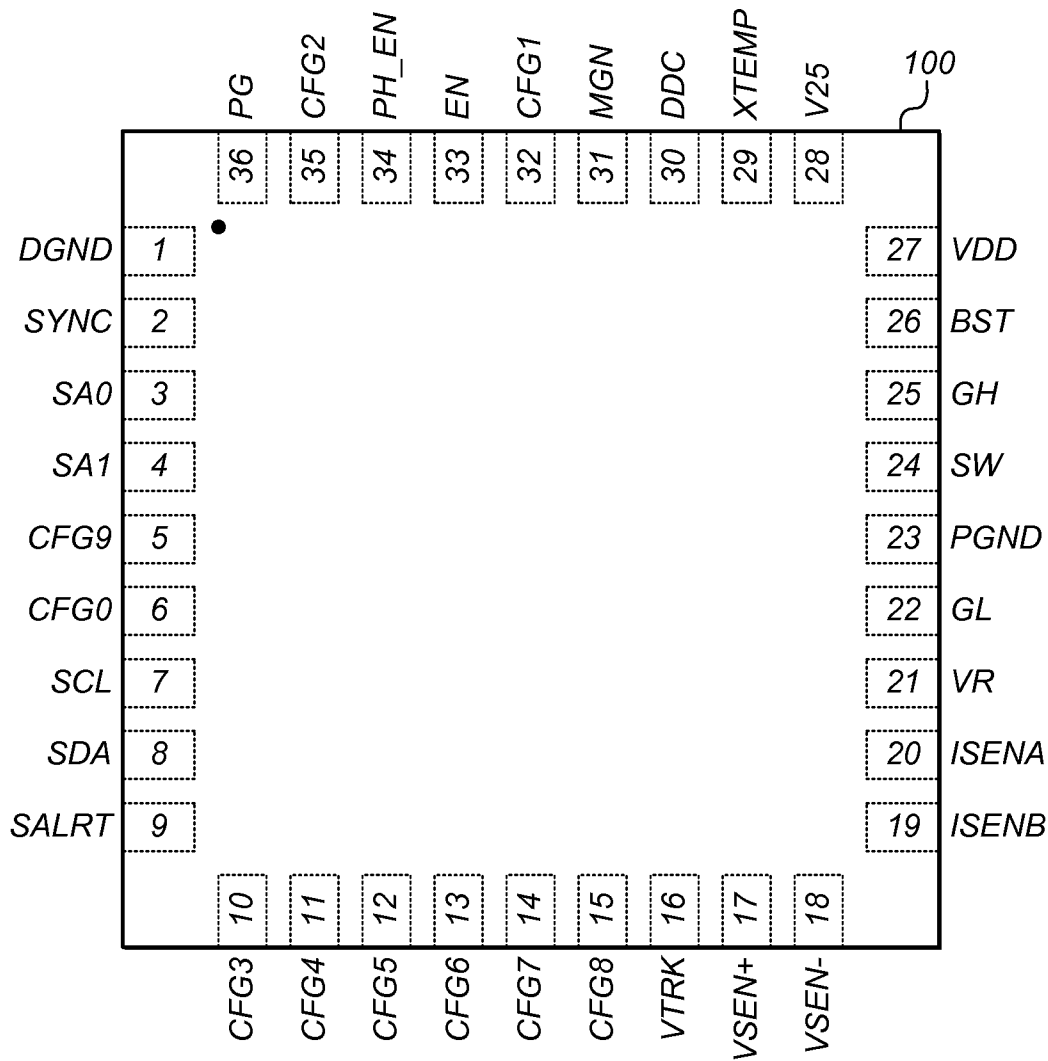 PG
CFG2
PH_EN
EN
CFG1
MGN
DDC
XTEMP
V25
100
36
35
34
33
32
31
30
29
28
DGND 1
SYNC 2
SA0 3
SA1 4
CFG9 5
CFG0 6
SCL 7
SDA 8
SALRT 9
27 VDD
26 BST
25 GH
24 SW
23 PGND
22 GL
21 VR
20 ISENA
19 ISENB
10
11
12
13
14
15
16
17
18
CFG3
CFG4
CFG5
CFG6
CFG7
CFG8
VTRK
VSEN+
VSEN-